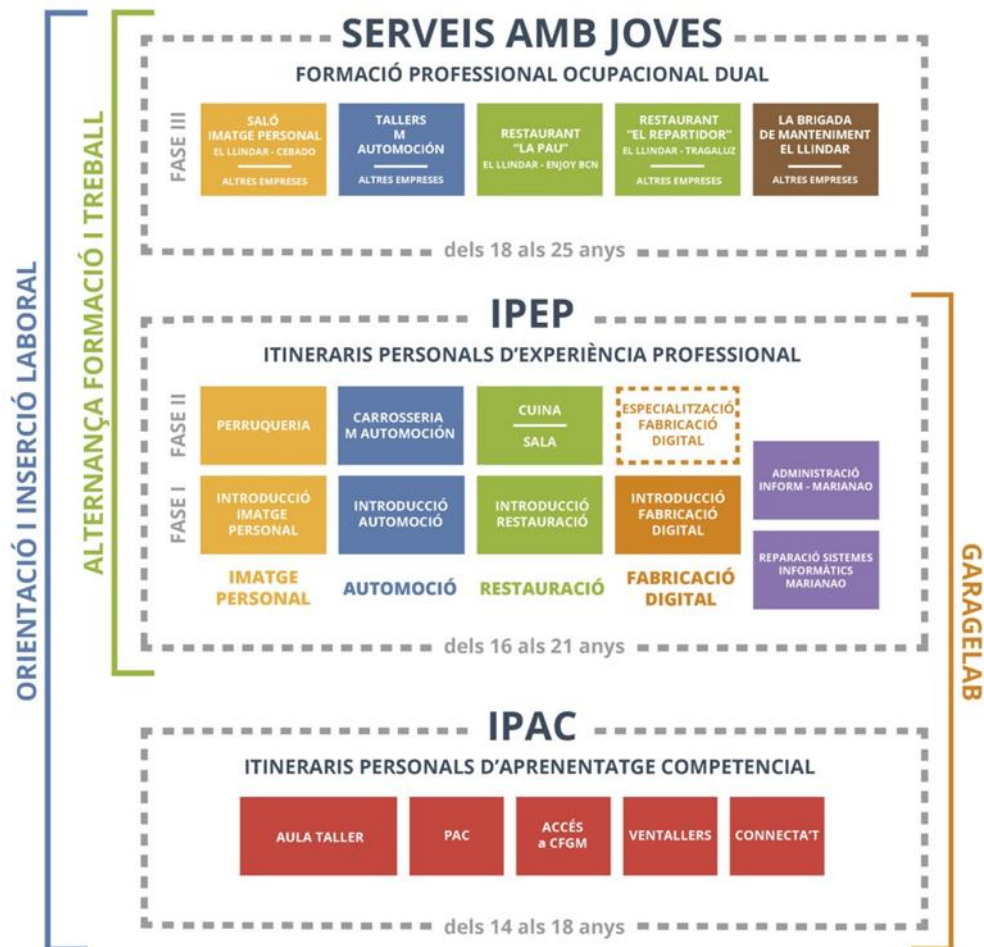 SERVEIS AMB JOVES
FORMACIÓ PROFESSIONAL OCUPACIONAL DUAL
FASE III
SALÓ
IMATGE PERSONAL
EL LLINDAR - CEBADO
ALTRES EMPRESES
TALLERS
M
AUTOMOCIÓN
ALTRES EMPRESES
RESTAURANT
"LA PAU"
EL LLINDAR - ENJOY BCN
RESTAURANT
"EL REPARTIDOR"
EL LLINDAR - TRAGALUZ
ALTRES EMPRESES
LA BRIGADA
DE MANTENIMENT
EL LLINDAR
ALTRES EMPRESES
dels 18 als 25 anys
IPEP
ITINERARIS PERSONALS D'EXPERIÈNCIA PROFESSIONAL
FASE II
PERRUQUERIA
CARROSSERIA
M AUTOMOCIÓN
CUINA
SALA
ESPECIALITZACIÓ
FABRICACIÓ
DIGITAL
FASE I
INTRODUCCIÓ
IMATGE
PERSONAL
INTRODUCCIÓ
AUTOMOCIÓ
INTRODUCCIÓ
RESTAURACIÓ
INTRODUCCIÓ
FABRICACIÓ
DIGITAL
ADMINISTRACIÓ
INFORM - MARIANAO
REPARACIÓ SISTEMES
INFORMÀTICS
MARIANAO
IMATGE
PERSONAL
AUTOMOCIÓ
RESTAURACIÓ
FABRICACIÓ
DIGITAL
dels 16 als 21 anys
IPAC
ITINERARIS PERSONALS D'APRENENTATGE COMPETENCIAL
AULA TALLER
PAC
ACCÉS
a CFGM
VENTALLERS
CONNECTA'T
dels 14 als 18 anys
ORIENTACIÓ I INSERCIÓ LABORAL
ALTERNANÇA FORMACIÓ I TREBALL
GARAGELAB